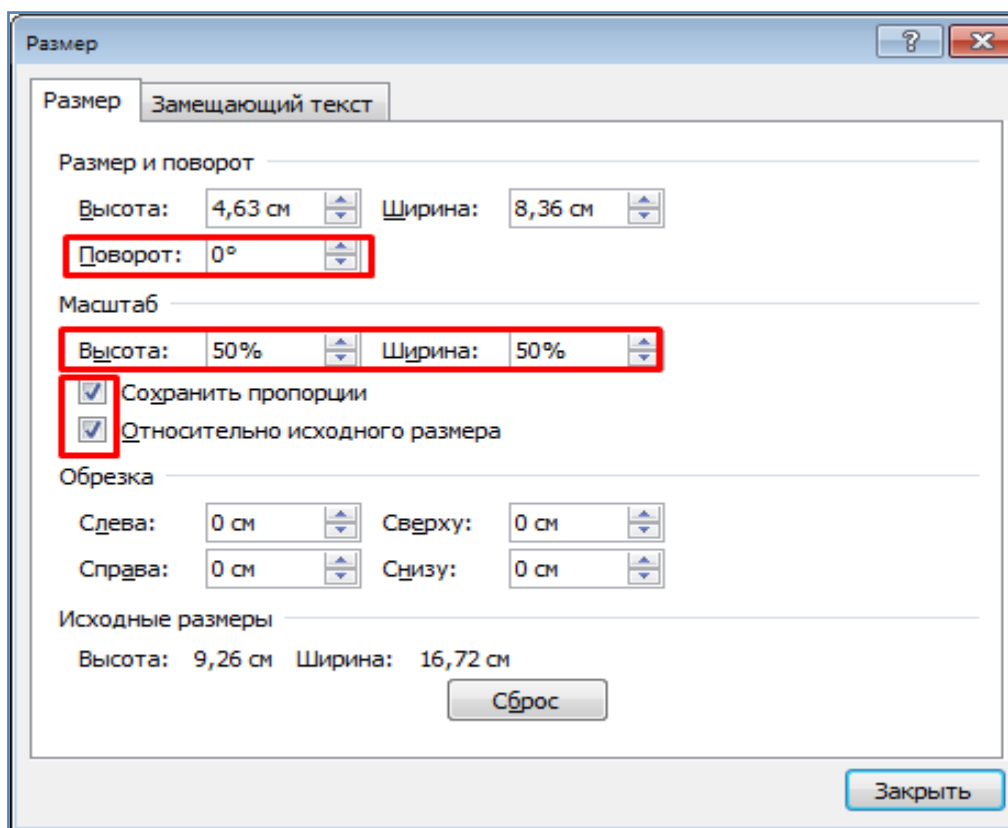 Размер
Размер Замещающий текст
Размер и поворот
Высота: 4,63 см Ширина: 8,36 см
Поворот: 0°
Масштаб
Высота: 50% Ширина: 50%
Сохранить пропорции
Относительно исходного размера
Обрезка
Слева: 0 см Сверху: 0 см
Справа: 0 см Снизу: 0 см
Исходные размеры
Высота: 9,26 см Ширина: 16,72 см
Сброс
Закрыть